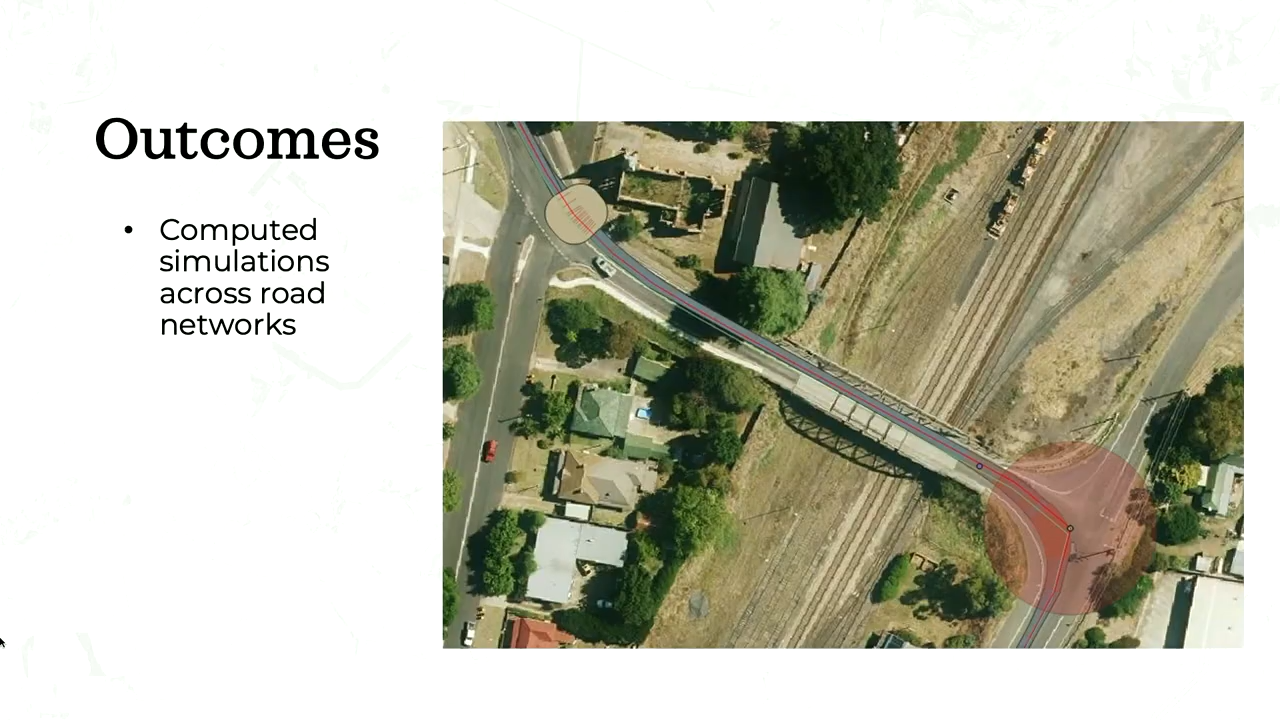 Outcomes
• Computed
simulations
across road
networks